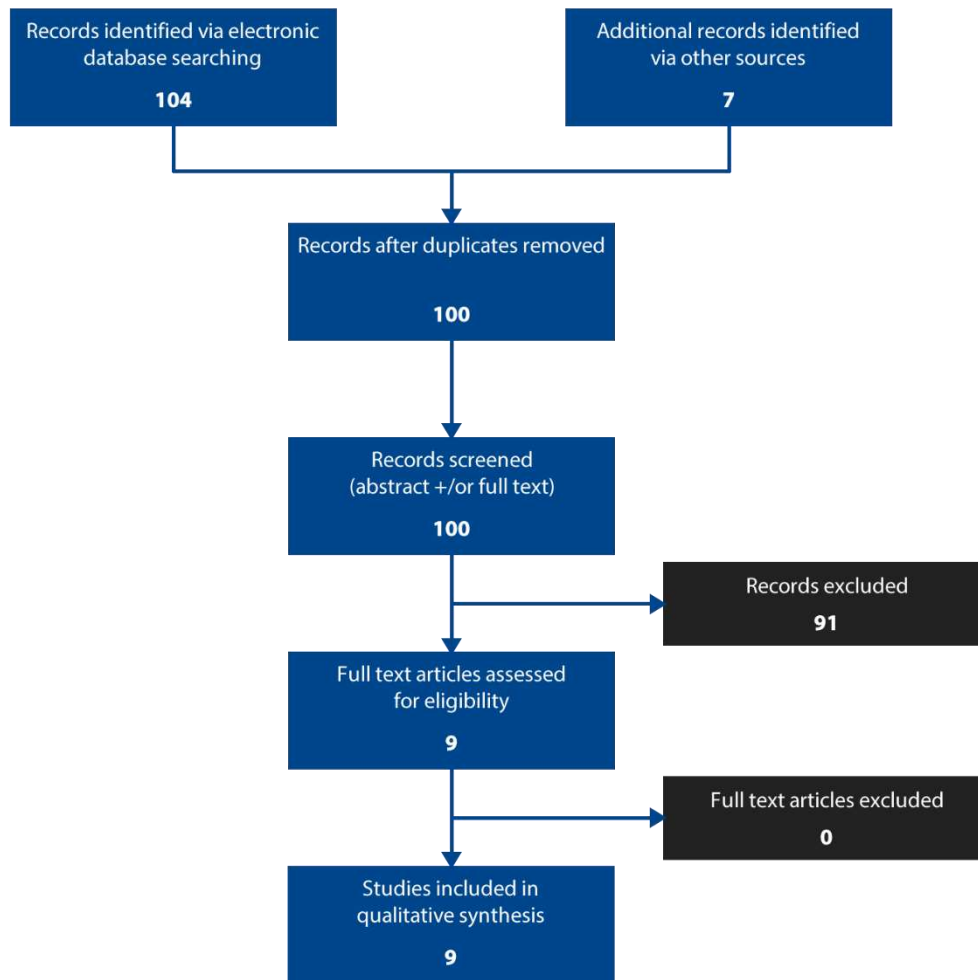 Records identified via electronic
database searching
104
Additional records identified
via other sources
7
Records after duplicates removed
100
Records screened
(abstract +/or full text)
100
Records excluded
91
Full text articles assessed
for eligibility
9
Full text articles excluded
0
Studies included in
qualitative synthesis
9